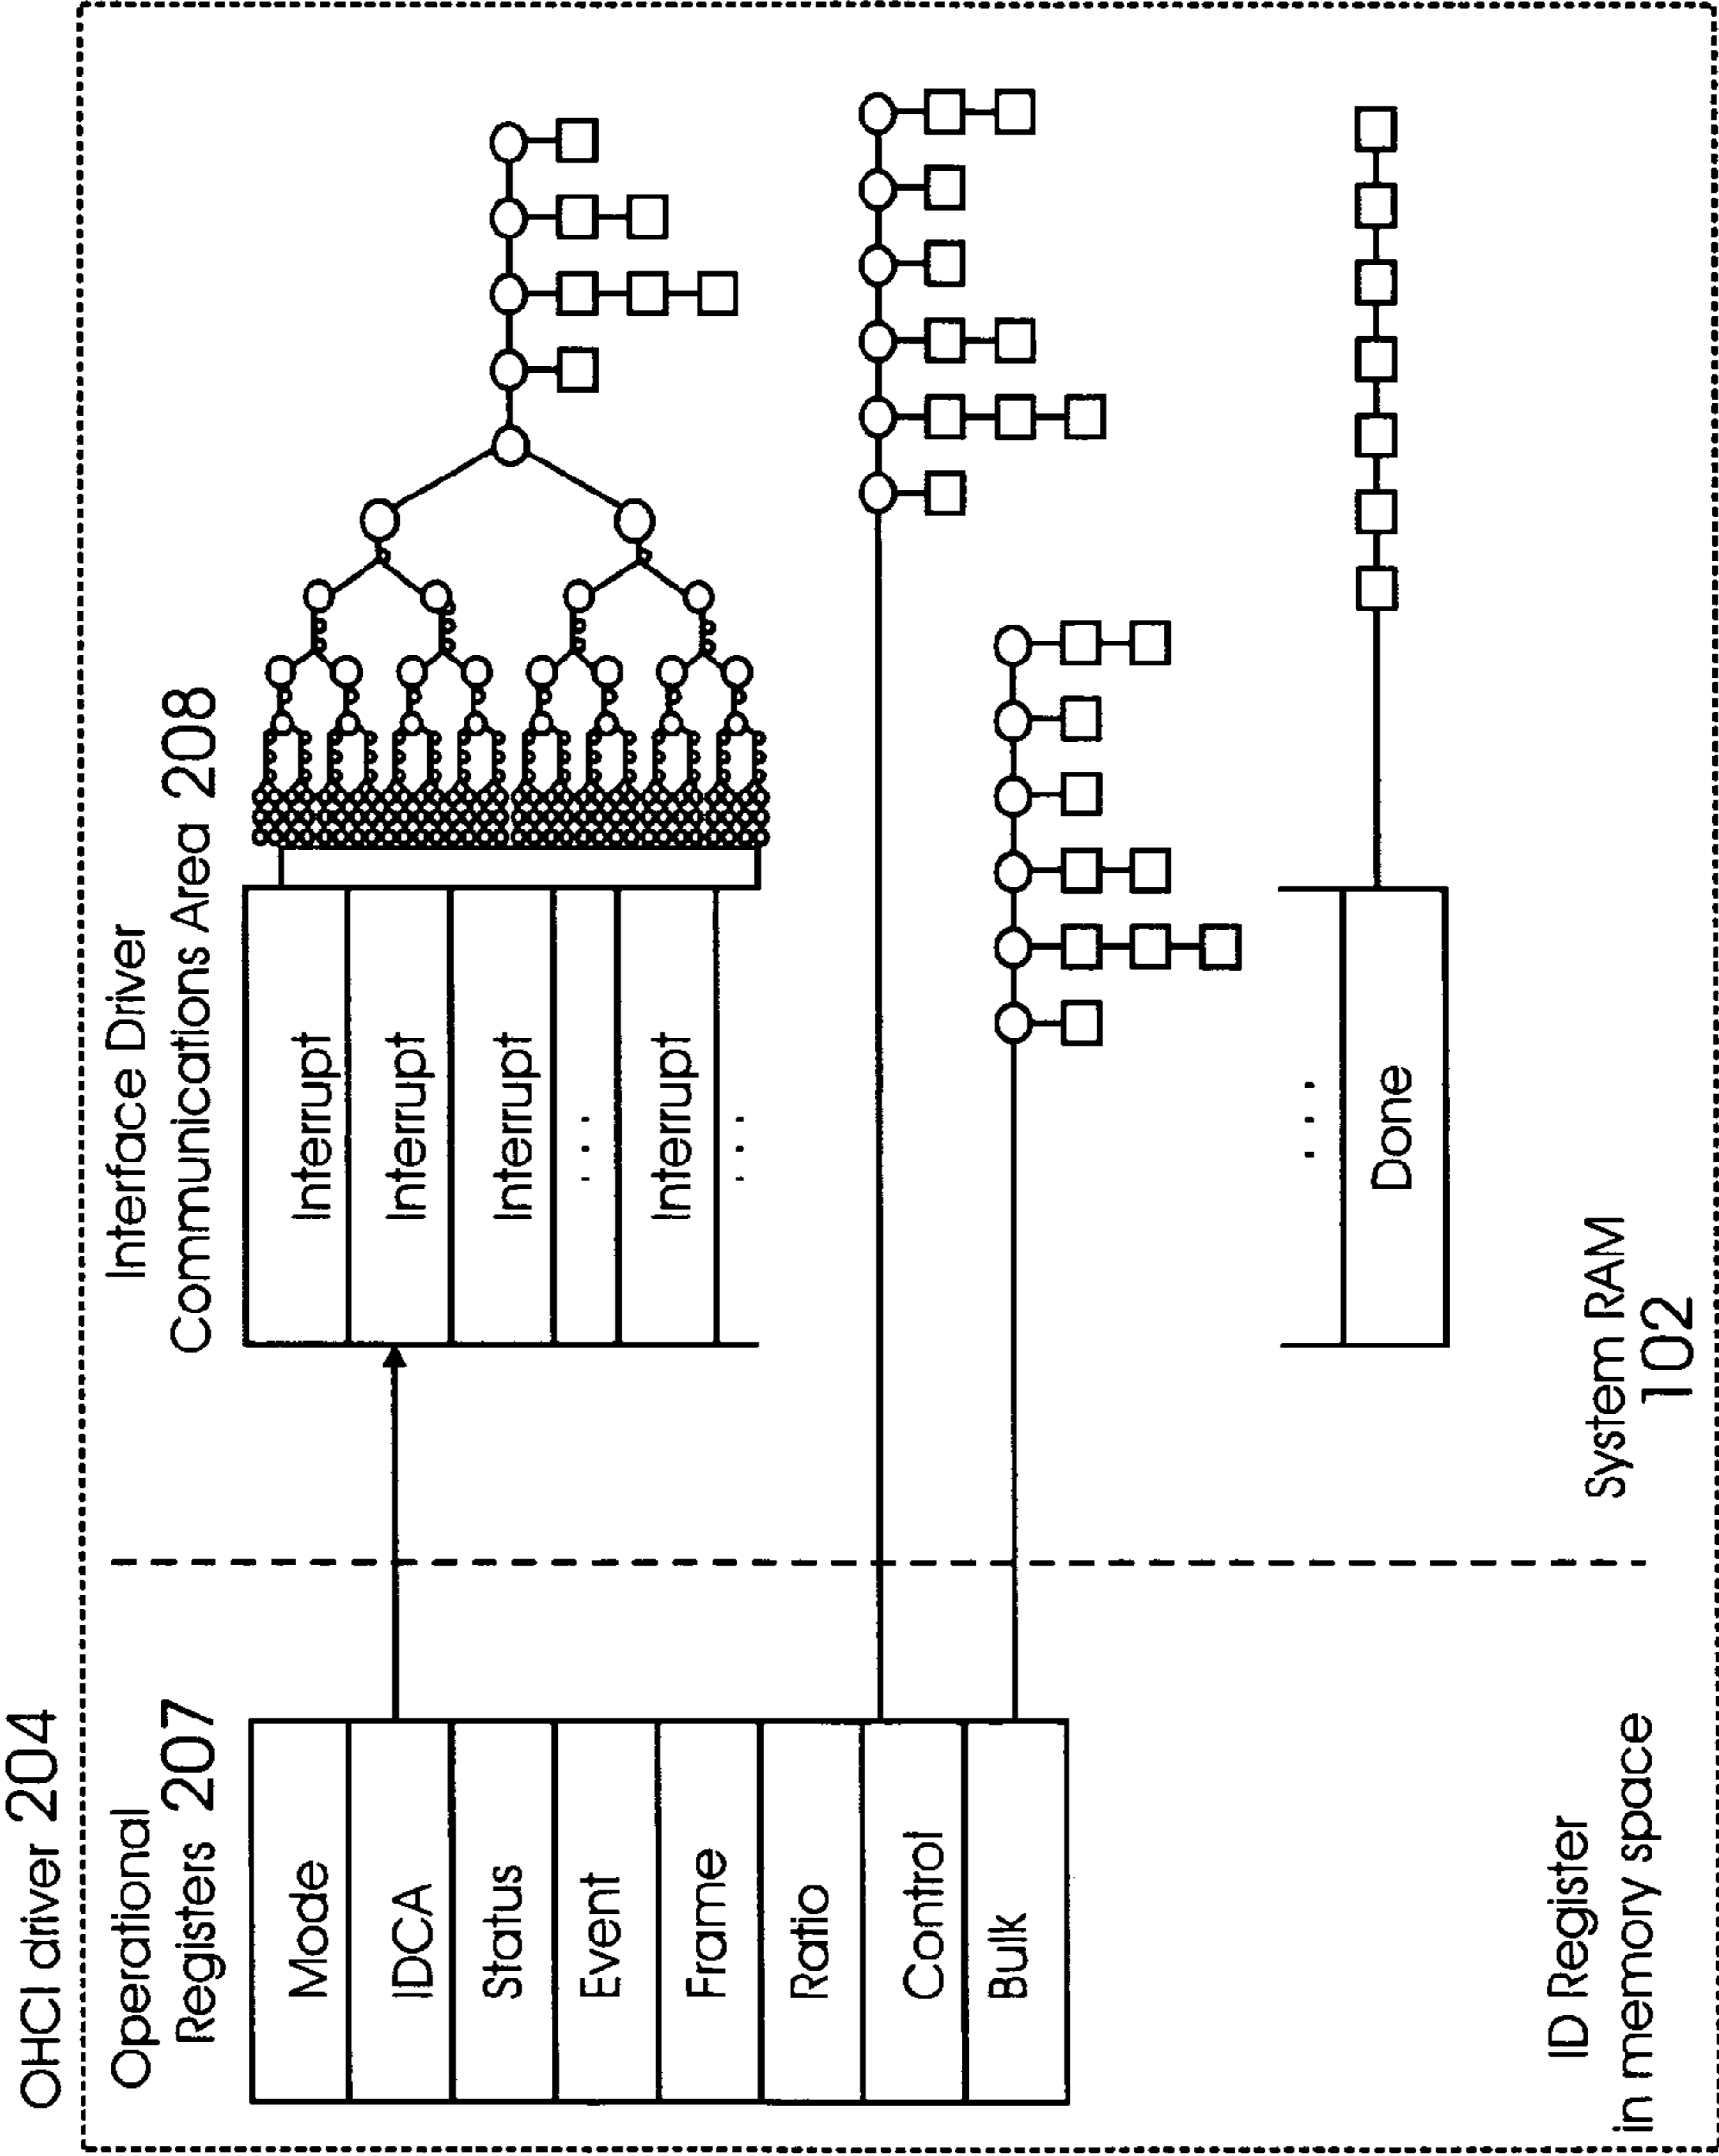 OHCI driver 204
Operational
Registers 207
Mode
IDCA
Status
Event
Frame
Ratio
Control
Bulk
ID Register
in memory space
Interface Driver
Communications Area 208
Interrupt
Interrupt
Interrupt
...
Interrupt
...
...
Done
System RAM
102